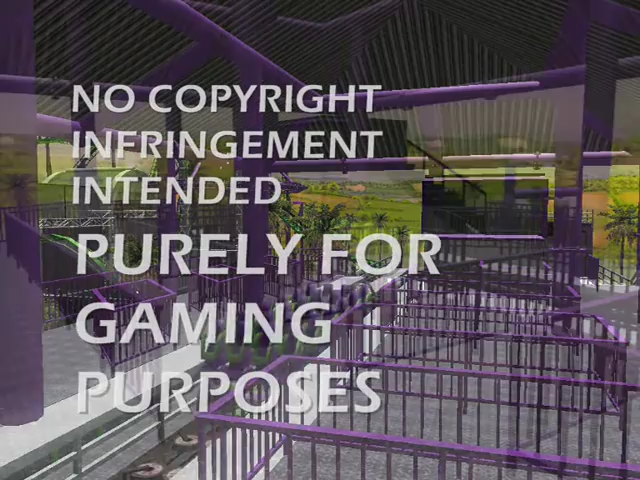 NO COPYRIGHT
INFRINGEMENT
INTENDED
PURELY FOR
GAMING
PURPOSES